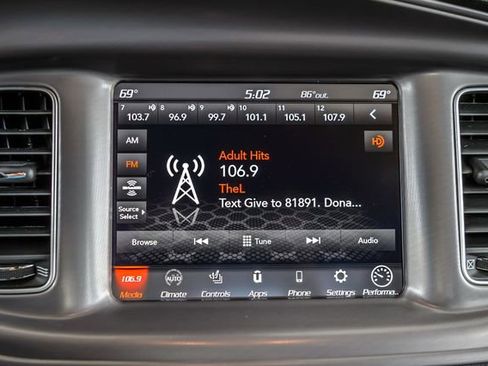 69° 5:02 86°out. 69°
7 8 9 10 11 12
103.7 96.9 99.7 101.1 105.1 107.9
AM
FM
Source Select
HD
Adult Hits
106.9
TheL
Text Give to 81891. Dona...
Browse Tune Audio
106.9 AUTO
Media Climate Controls Apps Phone Settings Performa..